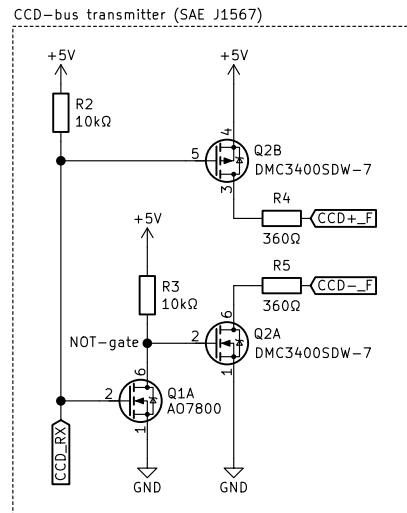 CCD-bus transmitter (SAE J1567)
+5V
+5V
R2
10kΩ
4
5
Q2B
DMC3400SDW-7
3
R4
CCD+_F
360Ω
+5V
R5
CCD-_F
360Ω
R3
10kΩ
6
NOT-gate
2
Q2A
DMC3400SDW-7
1
6
2
Q1A
AO7800
1
CCD_RX
GND
GND